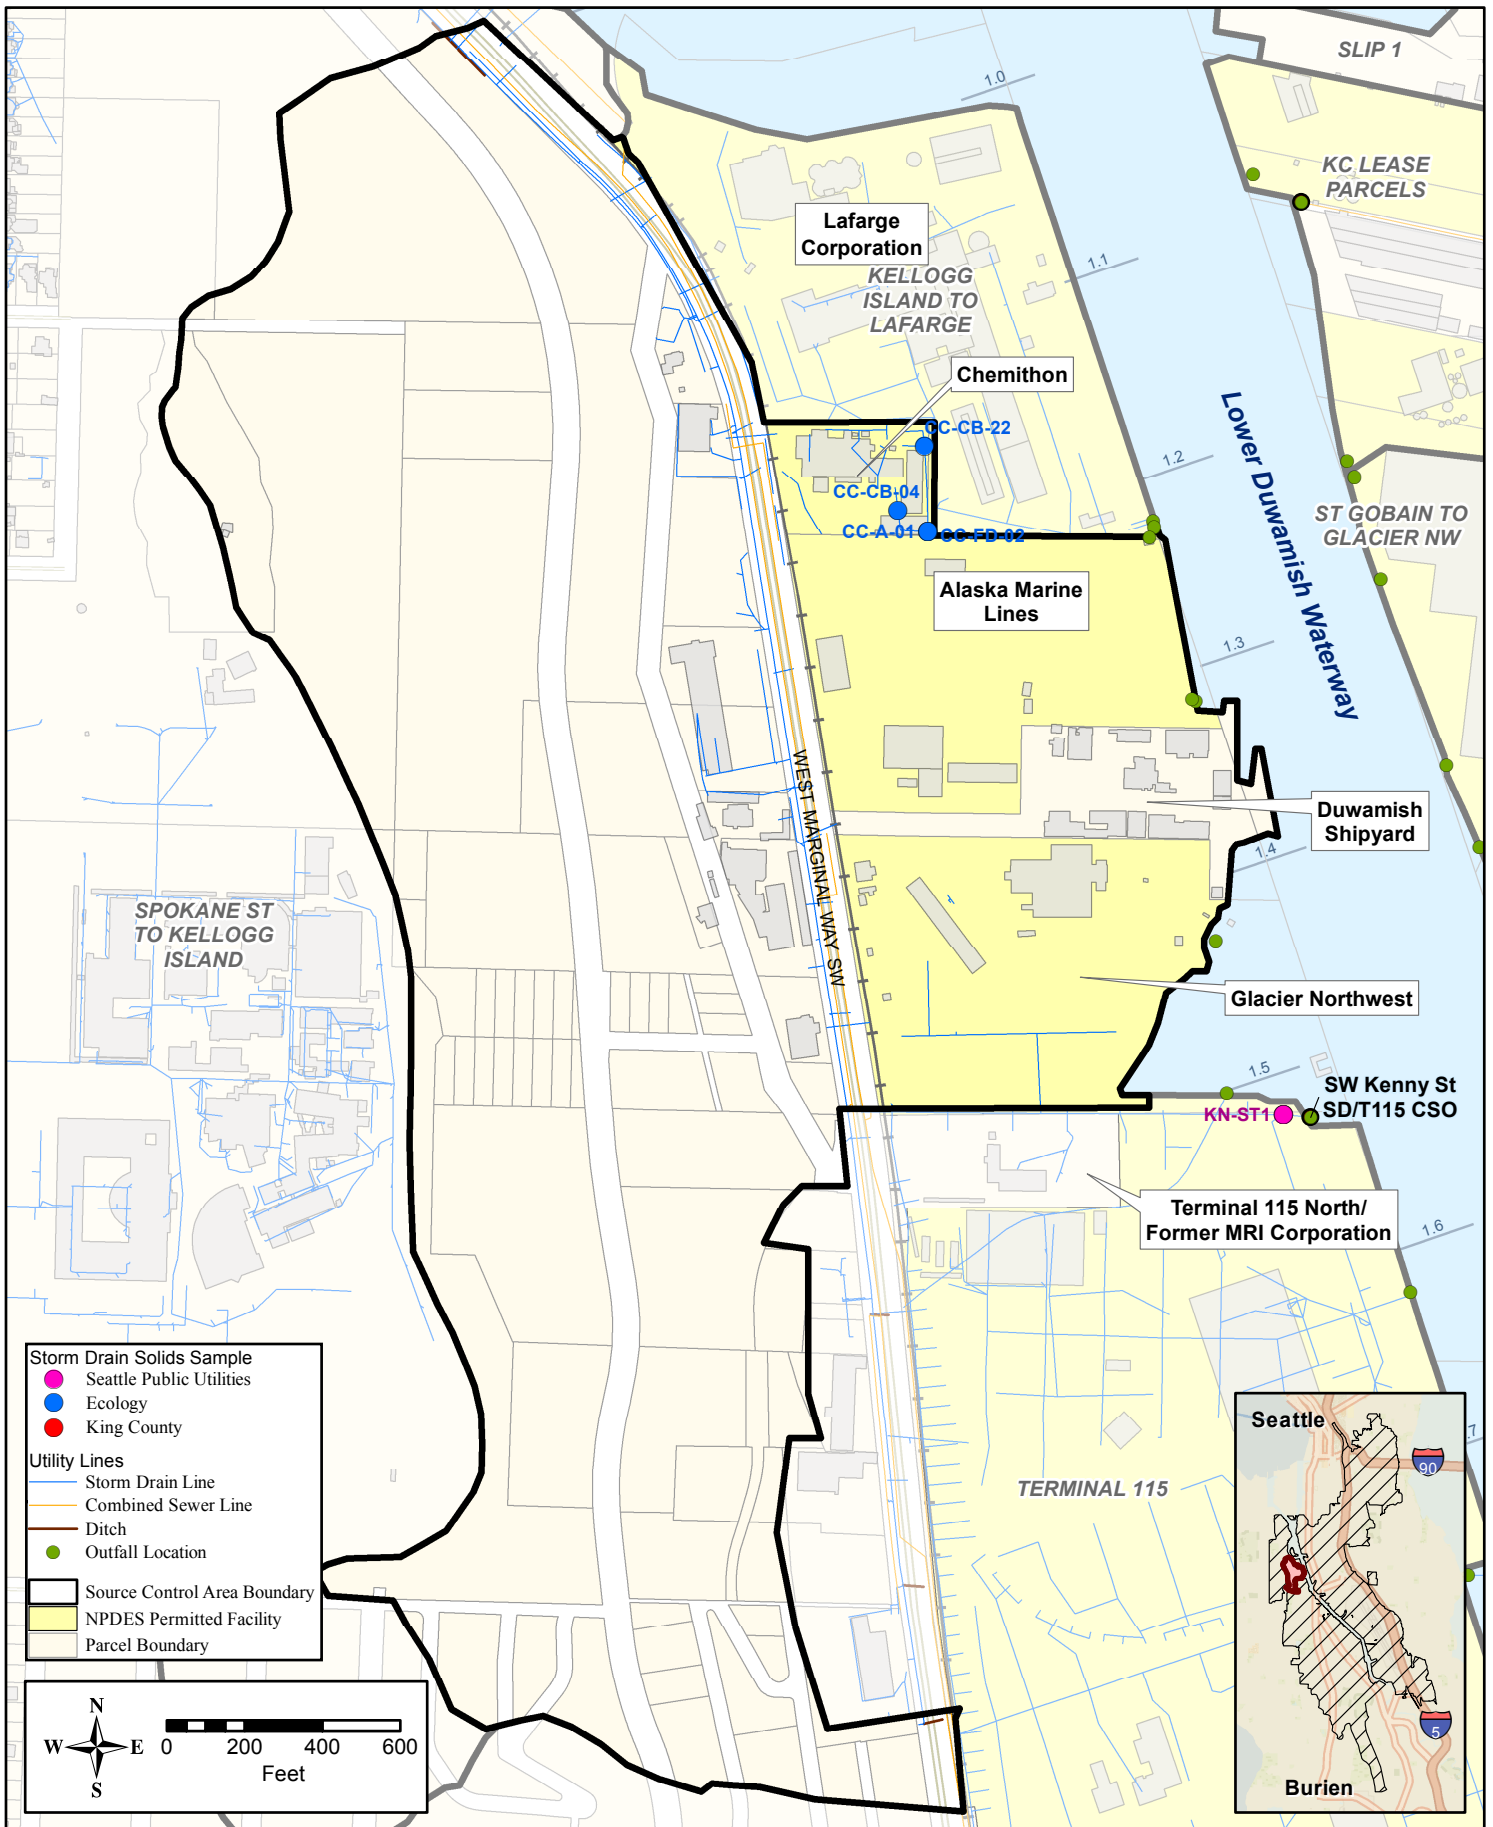 SLIP 1
1.0
KC LEASE
PARCELS
Lafarge
Corporation
KELLOGG
ISLAND TO
LAFARGE
1.1
Chemithon
Lower Duwamish Waterway
CC-CB-22
1.2
CC-CB-04
ST GOBAIN TO
GLACIER NW
CC-A-01
CC-FD-02
Alaska Marine
Lines
1.3
WEST MARGINAL WAY SW
Duwamish
Shipyard
1.4
SPOKANE ST
TO KELLOGG
ISLAND
Glacier Northwest
1.5
SW Kenny St
SD/T115 CSO
KN-ST1
Terminal 115 North/
Former MRI Corporation
1.6
TERMINAL 115
Storm Drain Solids Sample
Seattle Public Utilities
Ecology
King County
Utility Lines
Storm Drain Line
Combined Sewer Line
Ditch
Outfall Location
Source Control Area Boundary
NPDES Permitted Facility
Parcel Boundary
N
W E
S
0 200 400 600
Feet
Seattle
90
5
Burien